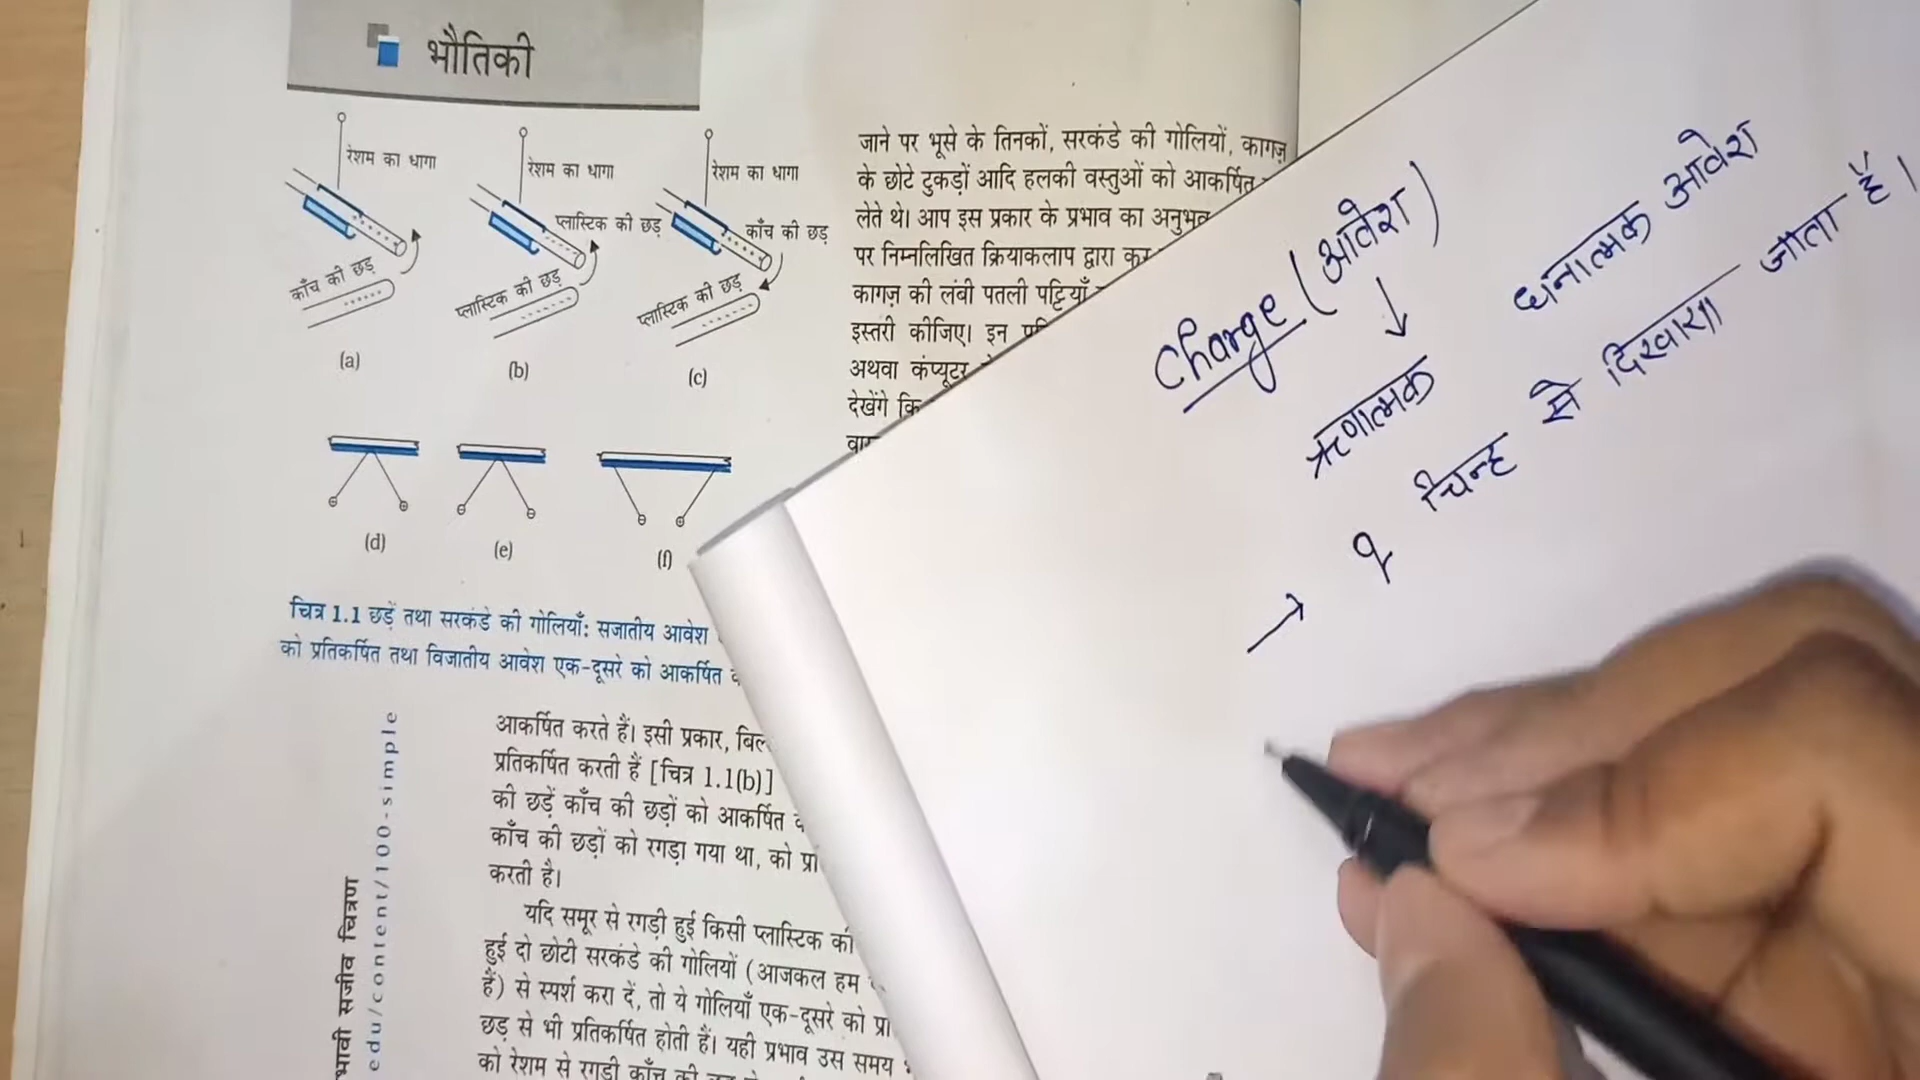 भौतिकी
रेशम का धागा
काँच की छड़
(a)
रेशम का धागा
प्लास्टिक की छड़
प्लास्टिक की छड़
(b)
रेशम का धागा
काँच की छड़
प्लास्टिक की छड़
(c)
(d)
(e)
(f)
चित्र 1.1 छड़ें तथा सरकंडे की गोलियाँ: सजातीय आवेश
को प्रतिकर्षित तथा विजातीय आवेश एक-दूसरे को आकर्षित
आकर्षित करते हैं। इसी प्रकार,
प्रतिकर्षित करती हैं [चित्र 1.1(b)]
की छड़ें काँच की छड़ों को आकर्षित
काँच की छड़ों को रगड़ा गया था, को
करती है।
यदि समूर से रगड़ी हुई किसी प्लास्टिक की
हुई दो छोटी सरकंडे की गोलियों (आजकल हम
हैं) से स्पर्श करा दें, तो ये गोलियाँ एक-दूसरे को
छड़ से भी प्रतिकर्षित होती हैं। यही प्रभाव उस समय
को रेशम से रगड़ी काँच की
सजीव चित्रण
edu/content/100-simple
जाने पर भूसे के तिनकों, सरकंडे की गोलियों, कागज़
के छोटे टुकड़ों आदि हलकी वस्तुओं को आकर्षित
लेते थे। आप इस प्रकार के प्रभाव का अनुभव
पर निम्नलिखित क्रियाकलाप द्वारा कर
कागज़ की लंबी पतली पट्टियाँ
इस्तरी कीजिए। इन
अथवा कंप्यूटर
देखेंगे कि
Charge (आवेश)
↓
ऋणात्मक धनात्मक आवेश
→ q चिन्ह से दिखाया जाता है।